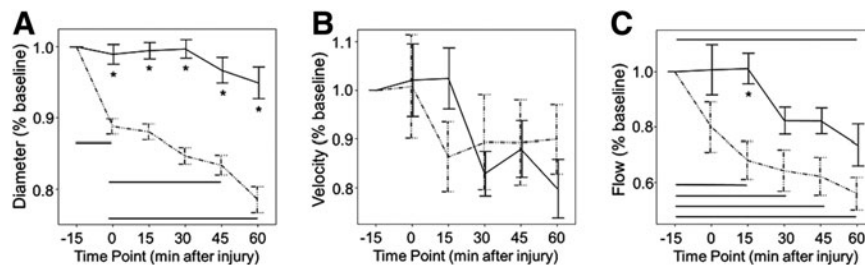 A
Diameter (% baseline)
1.0
0.9
0.8
* * * * *
-15 0 15 30 45 60
Time Point (min after injury)
B
Velocity (% baseline)
1.1
1.0
0.9
0.8
-15 0 15 30 45 60
Time Point (min after injury)
C
Flow (% baseline)
1.0
0.8
0.6
*
-15 0 15 30 45 60
Time Point (min after injury)